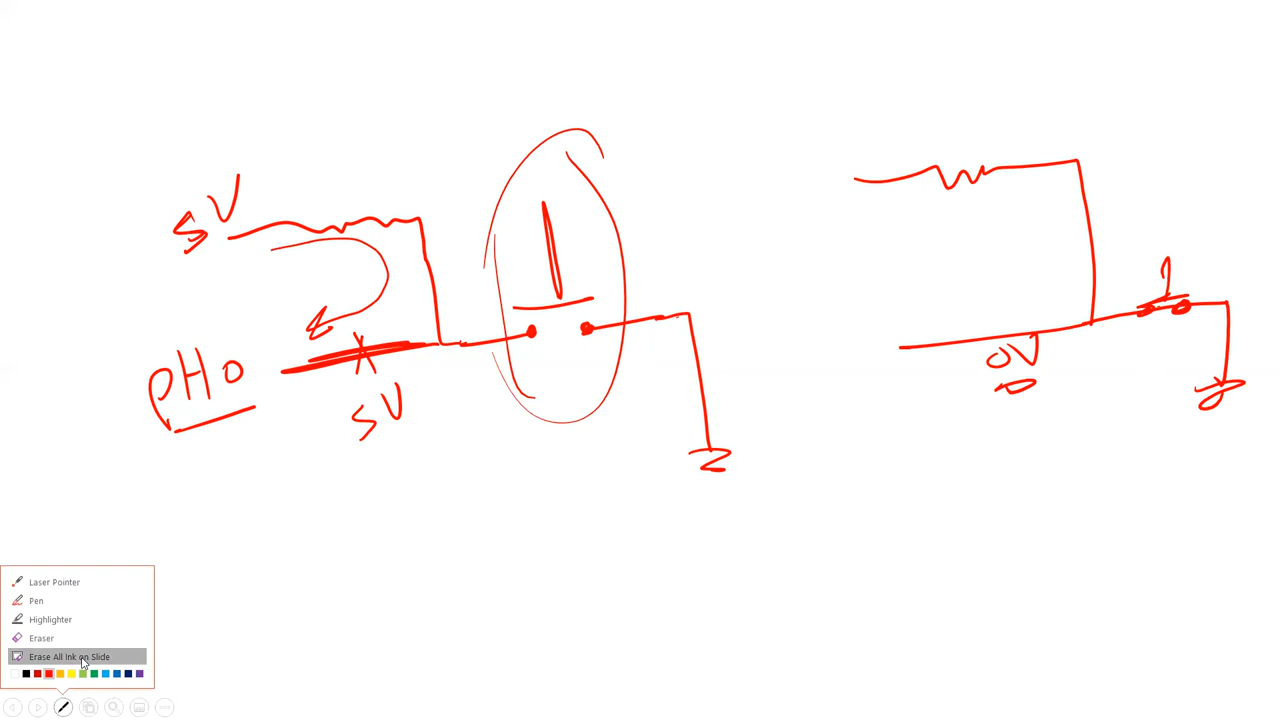 5V
PH0
5V
0V
Laser Pointer
Pen
Highlighter
Eraser
Erase All Ink on Slide